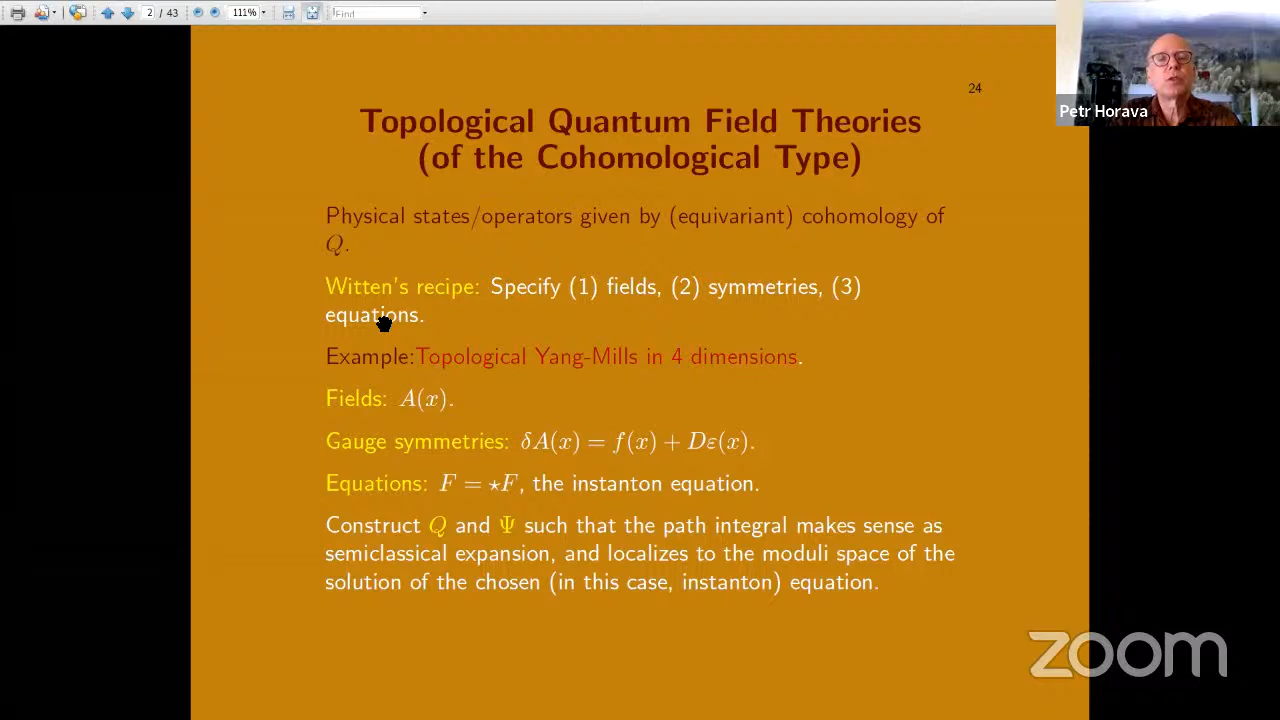 2 / 43
111%
Find
24
Petr Horava
Topological Quantum Field Theories
(of the Cohomological Type)
Physical states/operators given by (equivariant) cohomology of
Q.
Witten's recipe: Specify (1) fields, (2) symmetries, (3)
equations.
Example:Topological Yang-Mills in 4 dimensions.
Fields: A(x).
Gauge symmetries: δA(x) = f(x) + Dε(x).
Equations: F = ⋆F, the instanton equation.
Construct Q and Ψ such that the path integral makes sense as
semiclassical expansion, and localizes to the moduli space of the
solution of the chosen (in this case, instanton) equation.
zoom